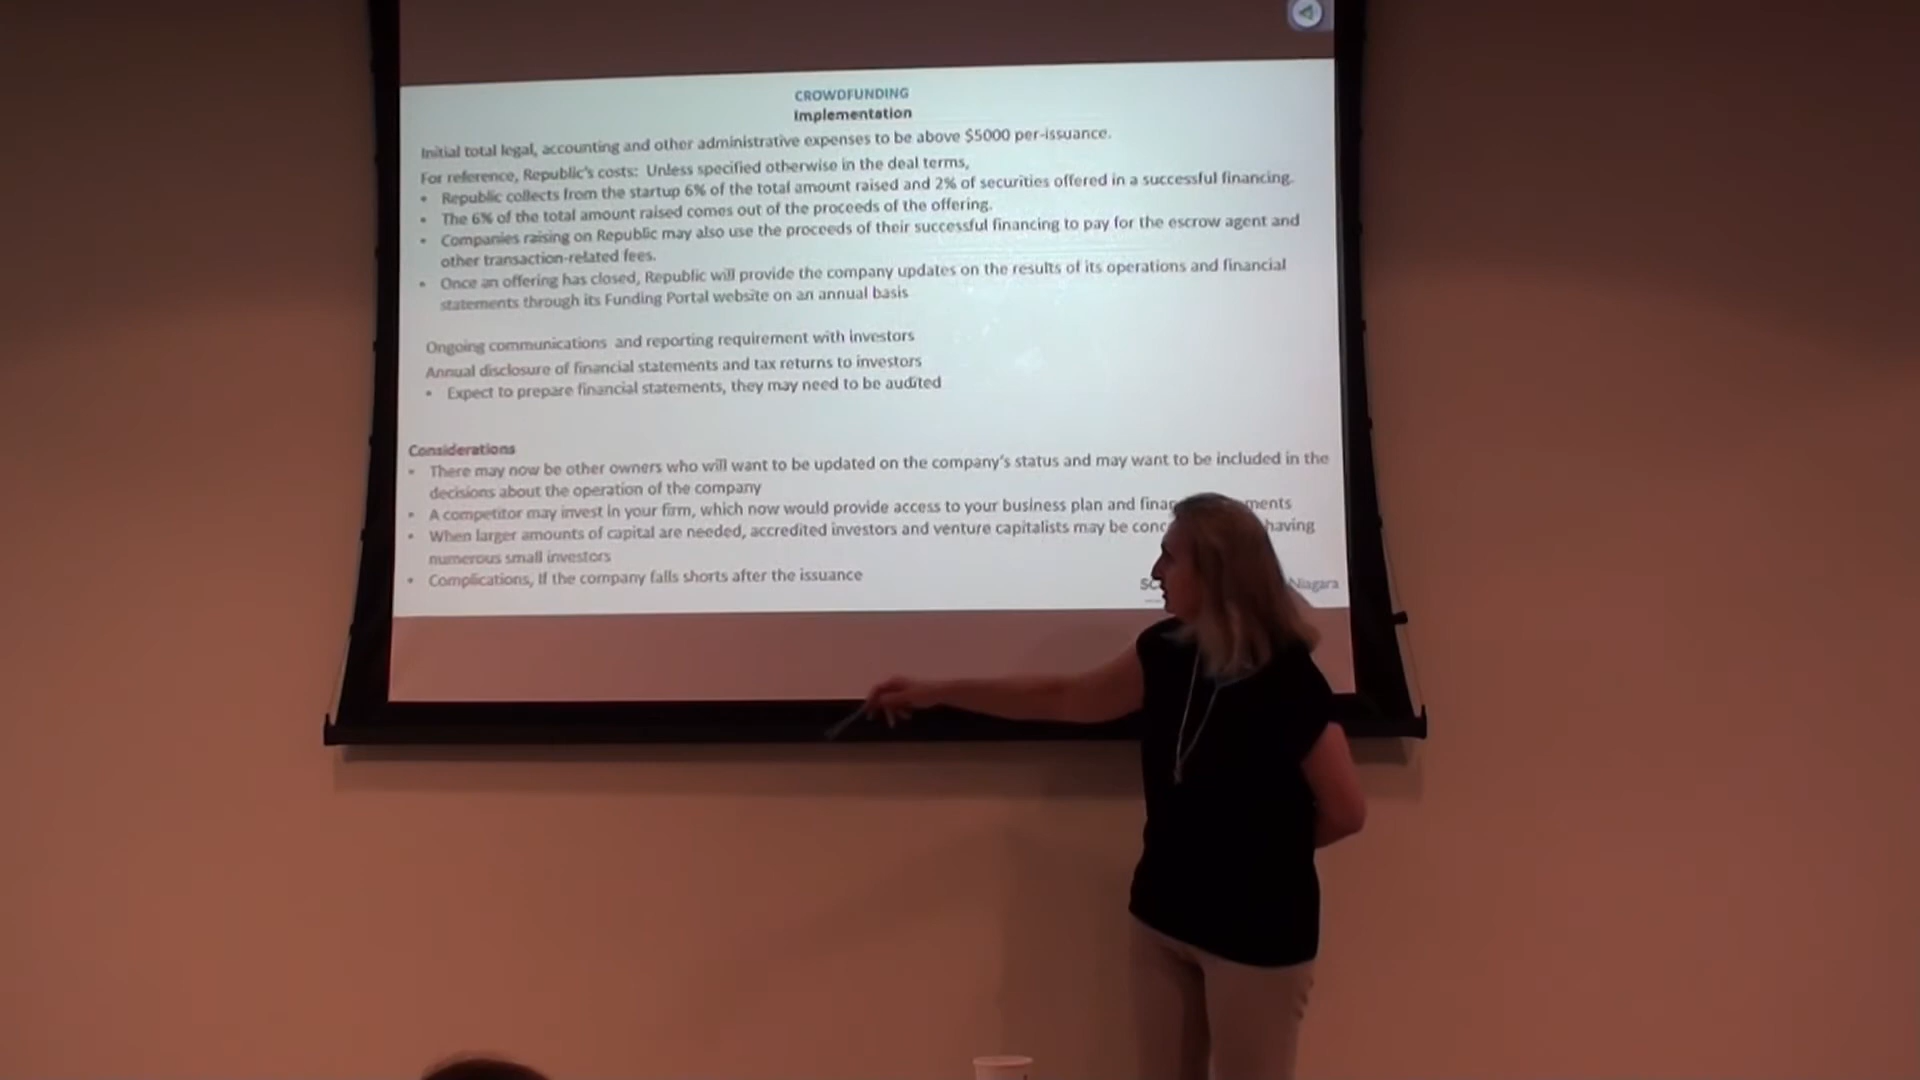 CROWDFUNDING
Implementation
Initial total legal, accounting and other administrative expenses to be above $5000 per-issuance.
For reference, Republic's costs: Unless specified otherwise in the deal terms,
• Republic collects from the startup 6% of the total amount raised and 2% of securities offered in a successful financing.
• The 6% of the total amount raised comes out of the proceeds of the offering.
• Companies raising on Republic may also use the proceeds of their successful financing to pay for the escrow agent and
other transaction-related fees.
• Once an offering has closed, Republic will provide the company updates on the results of its operations and financial
statements through its Funding Portal website on an annual basis
Ongoing communications and reporting requirement with investors
Annual disclosure of financial statements and tax returns to investors
• Expect to prepare financial statements, they may need to be audited
Considerations
• There may now be other owners who will want to be updated on the company's status and may want to be included in the
decisions about the operation of the company
• A competitor may invest in your firm, which now would provide access to your business plan and finan ments
• When larger amounts of capital are needed, accredited investors and venture capitalists may be conc having
numerous small investors
• Complications, If the company falls shorts after the issuance
SC Niagara